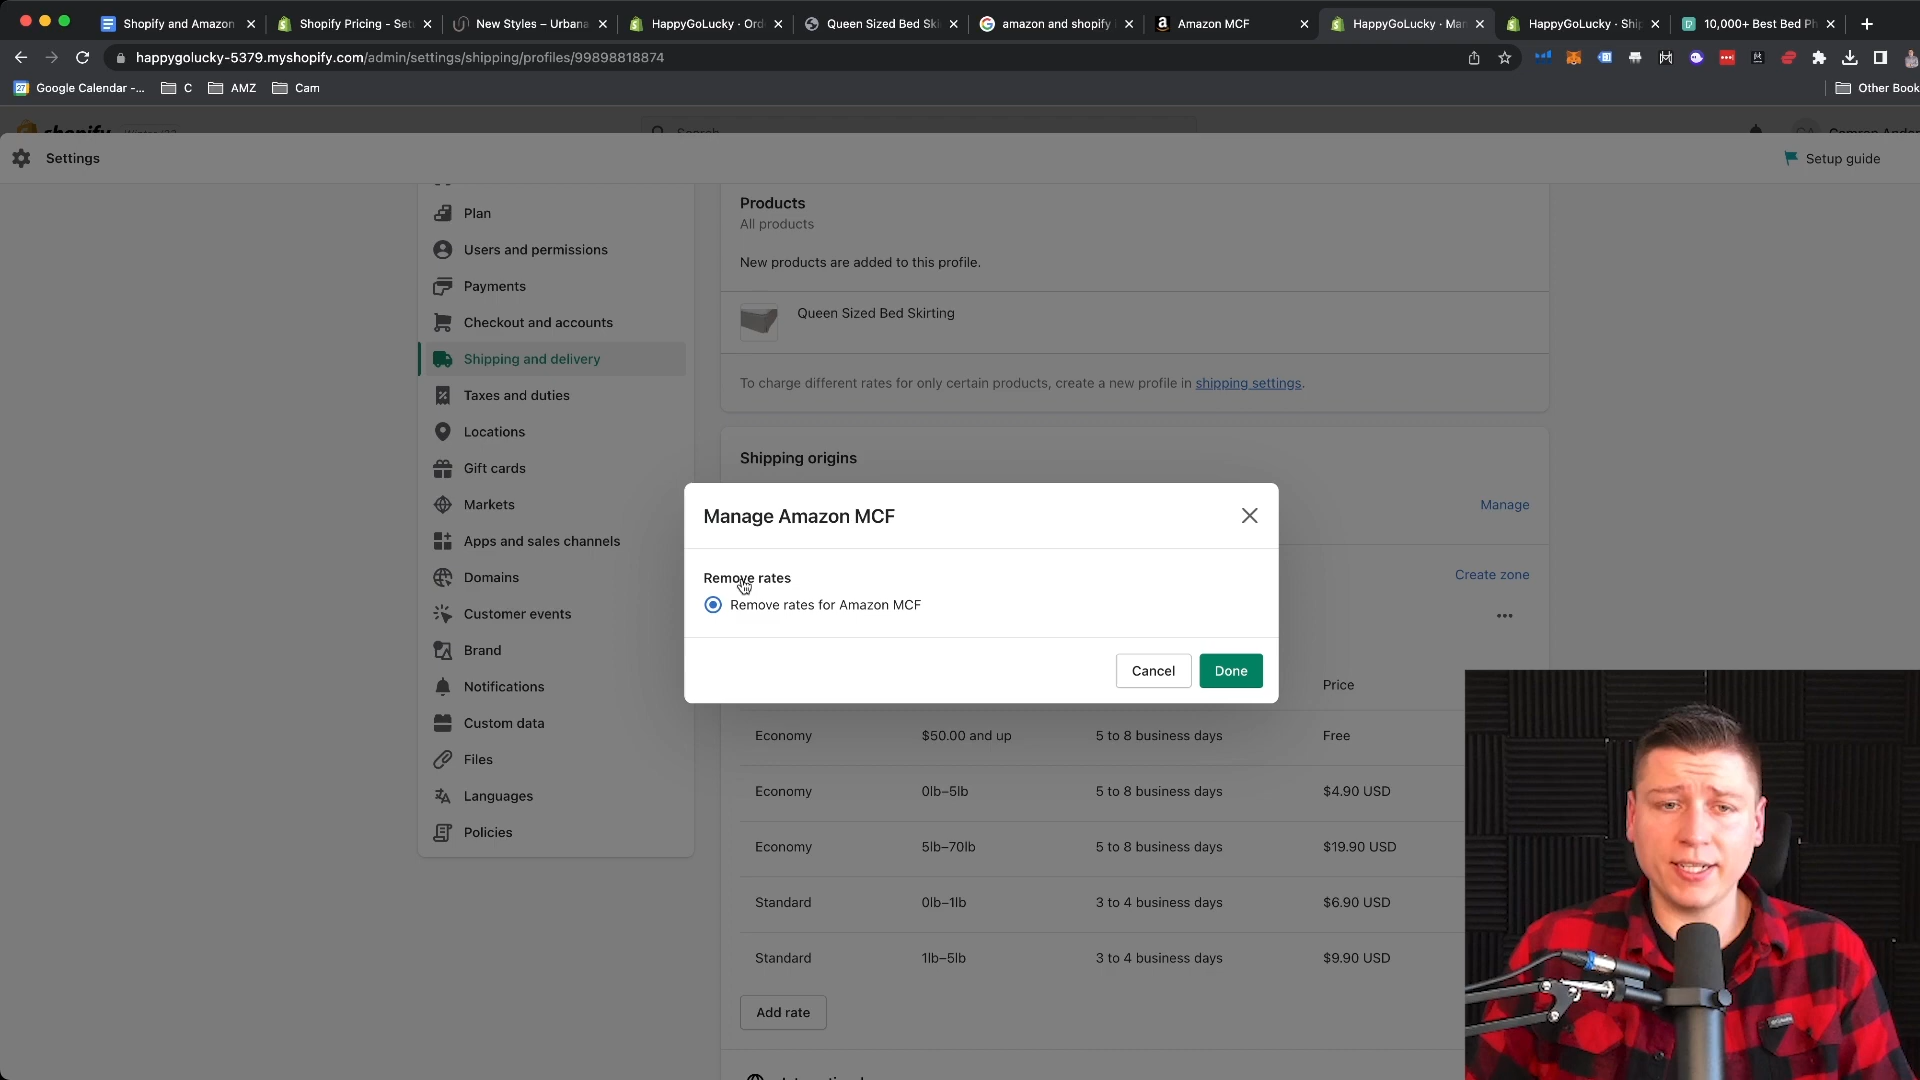 Shopify and Amazon
Shopify Pricing - Set
New Styles – Urbana
HappyGoLucky · Ord
Queen Sized Bed Sk
amazon and shopify
Amazon MCF
HappyGoLucky · Ma
HappyGoLucky · Ship
10,000+ Best Bed Ph
happygolucky-5379.myshopify.com/admin/settings/shipping/profiles/99898818874
Google Calendar -...
C
AMZ
Cam
Other Book
shopify
Search
Settings
Setup guide
Plan
Users and permissions
Payments
Checkout and accounts
Shipping and delivery
Taxes and duties
Locations
Gift cards
Markets
Apps and sales channels
Domains
Customer events
Brand
Notifications
Custom data
Files
Languages
Policies
Products
All products
New products are added to this profile.
Queen Sized Bed Skirting
To charge different rates for only certain products, create a new profile in shipping settings.
Shipping origins
Manage
Create zone
Manage Amazon MCF
Remove rates
Remove rates for Amazon MCF
Cancel
Done
Price
Economy $50.00 and up 5 to 8 business days Free
Economy 0lb–5lb 5 to 8 business days $4.90 USD
Economy 5lb–70lb 5 to 8 business days $19.90 USD
Standard 0lb–1lb 3 to 4 business days $6.90 USD
Standard 1lb–5lb 3 to 4 business days $9.90 USD
Add rate